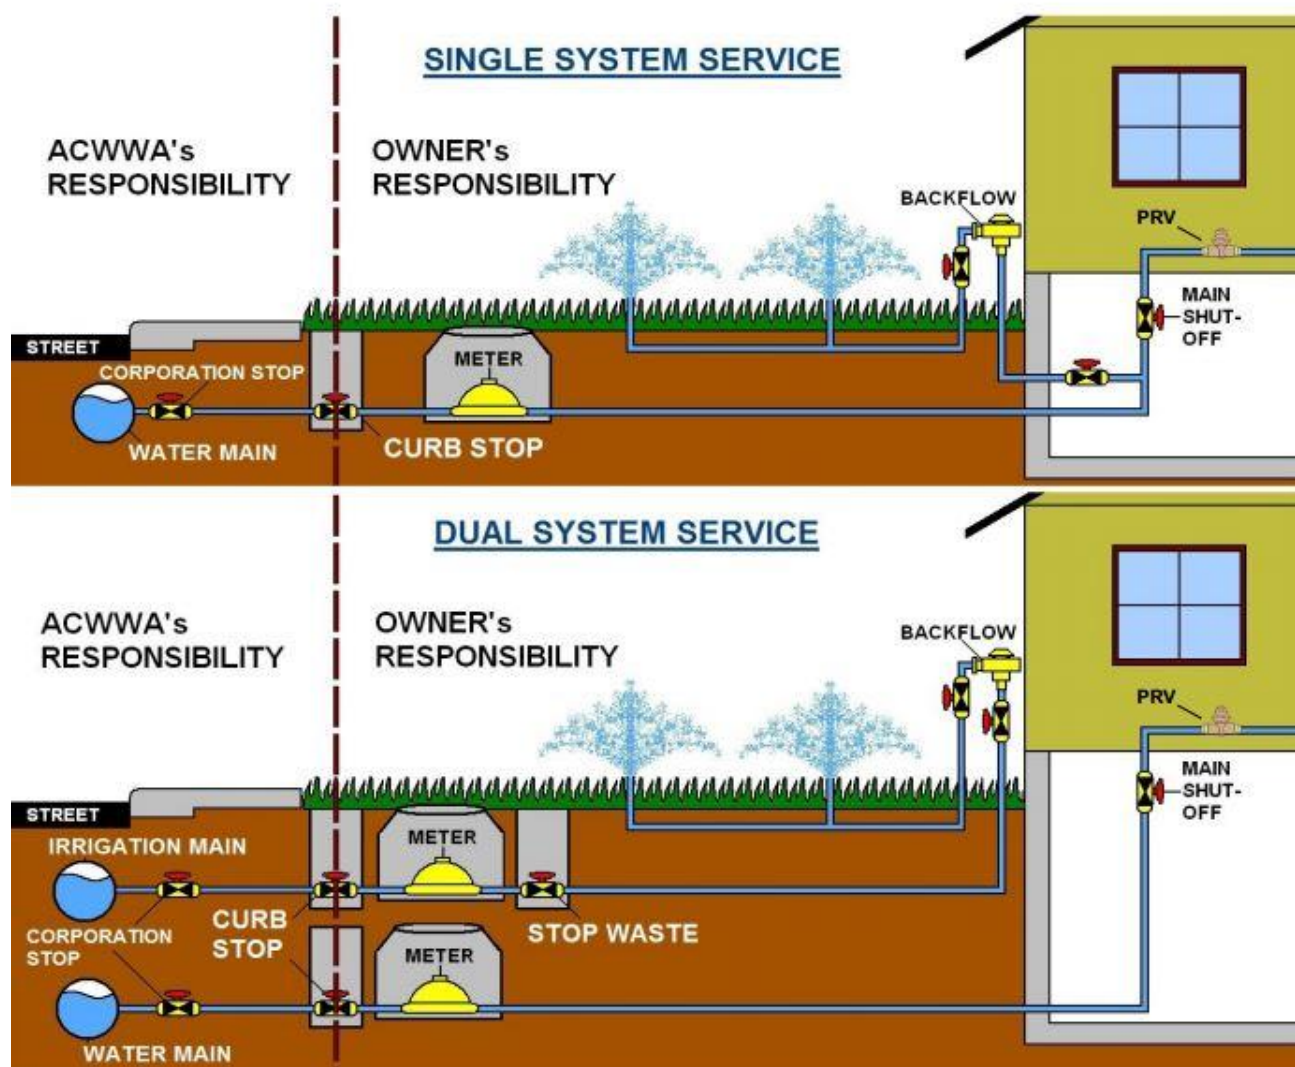 SINGLE SYSTEM SERVICE
ACWWA's
RESPONSIBILITY
OWNER's
RESPONSIBILITY
BACKFLOW
PRV
MAIN
SHUT-
OFF
STREET
METER
CORPORATION STOP
WATER MAIN
CURB STOP
DUAL SYSTEM SERVICE
ACWWA's
RESPONSIBILITY
OWNER's
RESPONSIBILITY
BACKFLOW
PRV
MAIN
SHUT-
OFF
STREET
IRRIGATION MAIN
METER
CURB
STOP
STOP WASTE
CORPORATION
STOP
METER
WATER MAIN